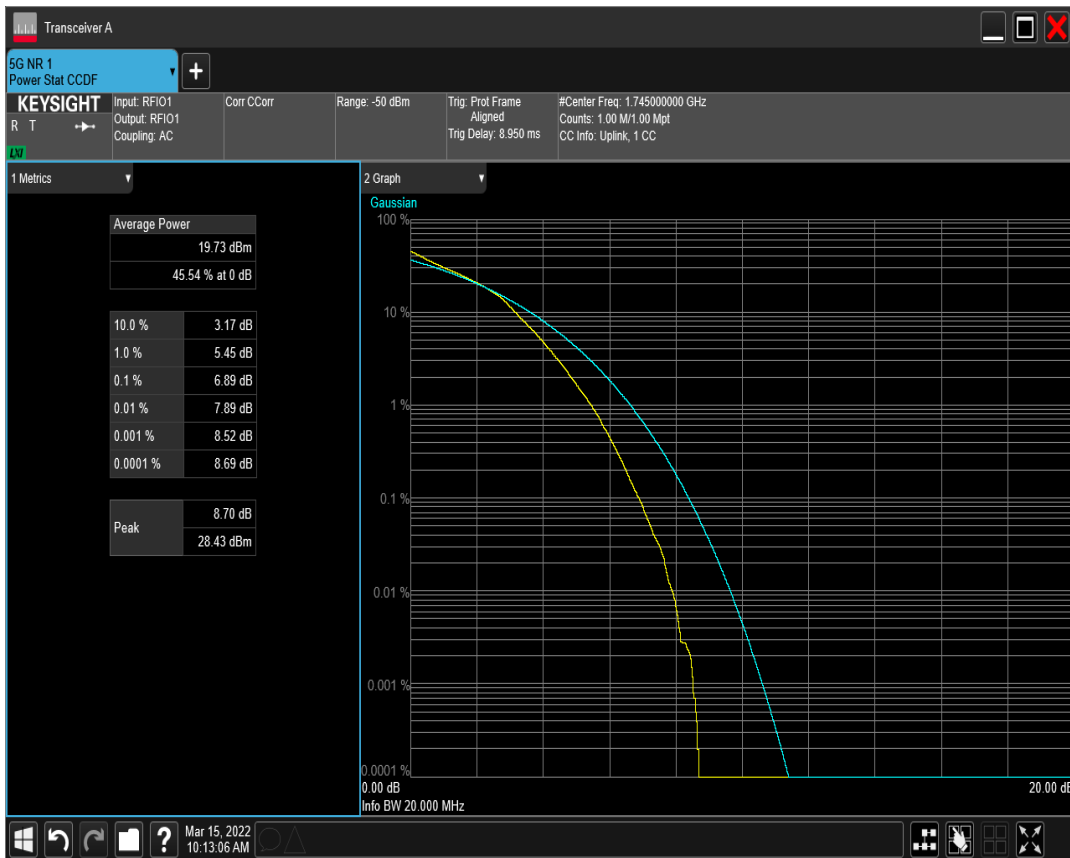 Transceiver A
5G NR 1
Power Stat CCDF
KEYSIGHT
R T
LXI
Input: RFIO1
Output: RFIO1
Coupling: AC
Corr CCorr
Range: -50 dBm
Trig: Prot Frame
Aligned
Trig Delay: 8.950 ms
#Center Freq: 1.745000000 GHz
Counts: 1.00 M/1.00 Mpt
CC Info: Uplink, 1 CC
1 Metrics
Average Power
19.73 dBm
45.54 % at 0 dB
10.0 % 3.17 dB
1.0 % 5.45 dB
0.1 % 6.89 dB
0.01 % 7.89 dB
0.001 % 8.52 dB
0.0001 % 8.69 dB
Peak
8.70 dB
28.43 dBm
2 Graph
Gaussian
100 %
10 %
1 %
0.1 %
0.01 %
0.001 %
0.0001 %
0.00 dB 20.00 dB
Info BW 20.000 MHz
?
Mar 15, 2022
10:13:06 AM